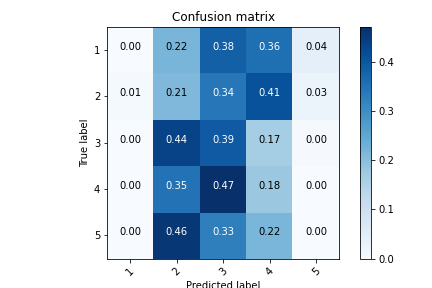 Confusion matrix
1 0.00 0.22 0.38 0.36 0.04
2 0.01 0.21 0.34 0.41 0.03
3 0.00 0.44 0.39 0.17 0.00
4 0.00 0.35 0.47 0.18 0.00
5 0.00 0.46 0.33 0.22 0.00
1 2 3 4 5
True label
Predicted label
0.4
0.3
0.2
0.1
0.0